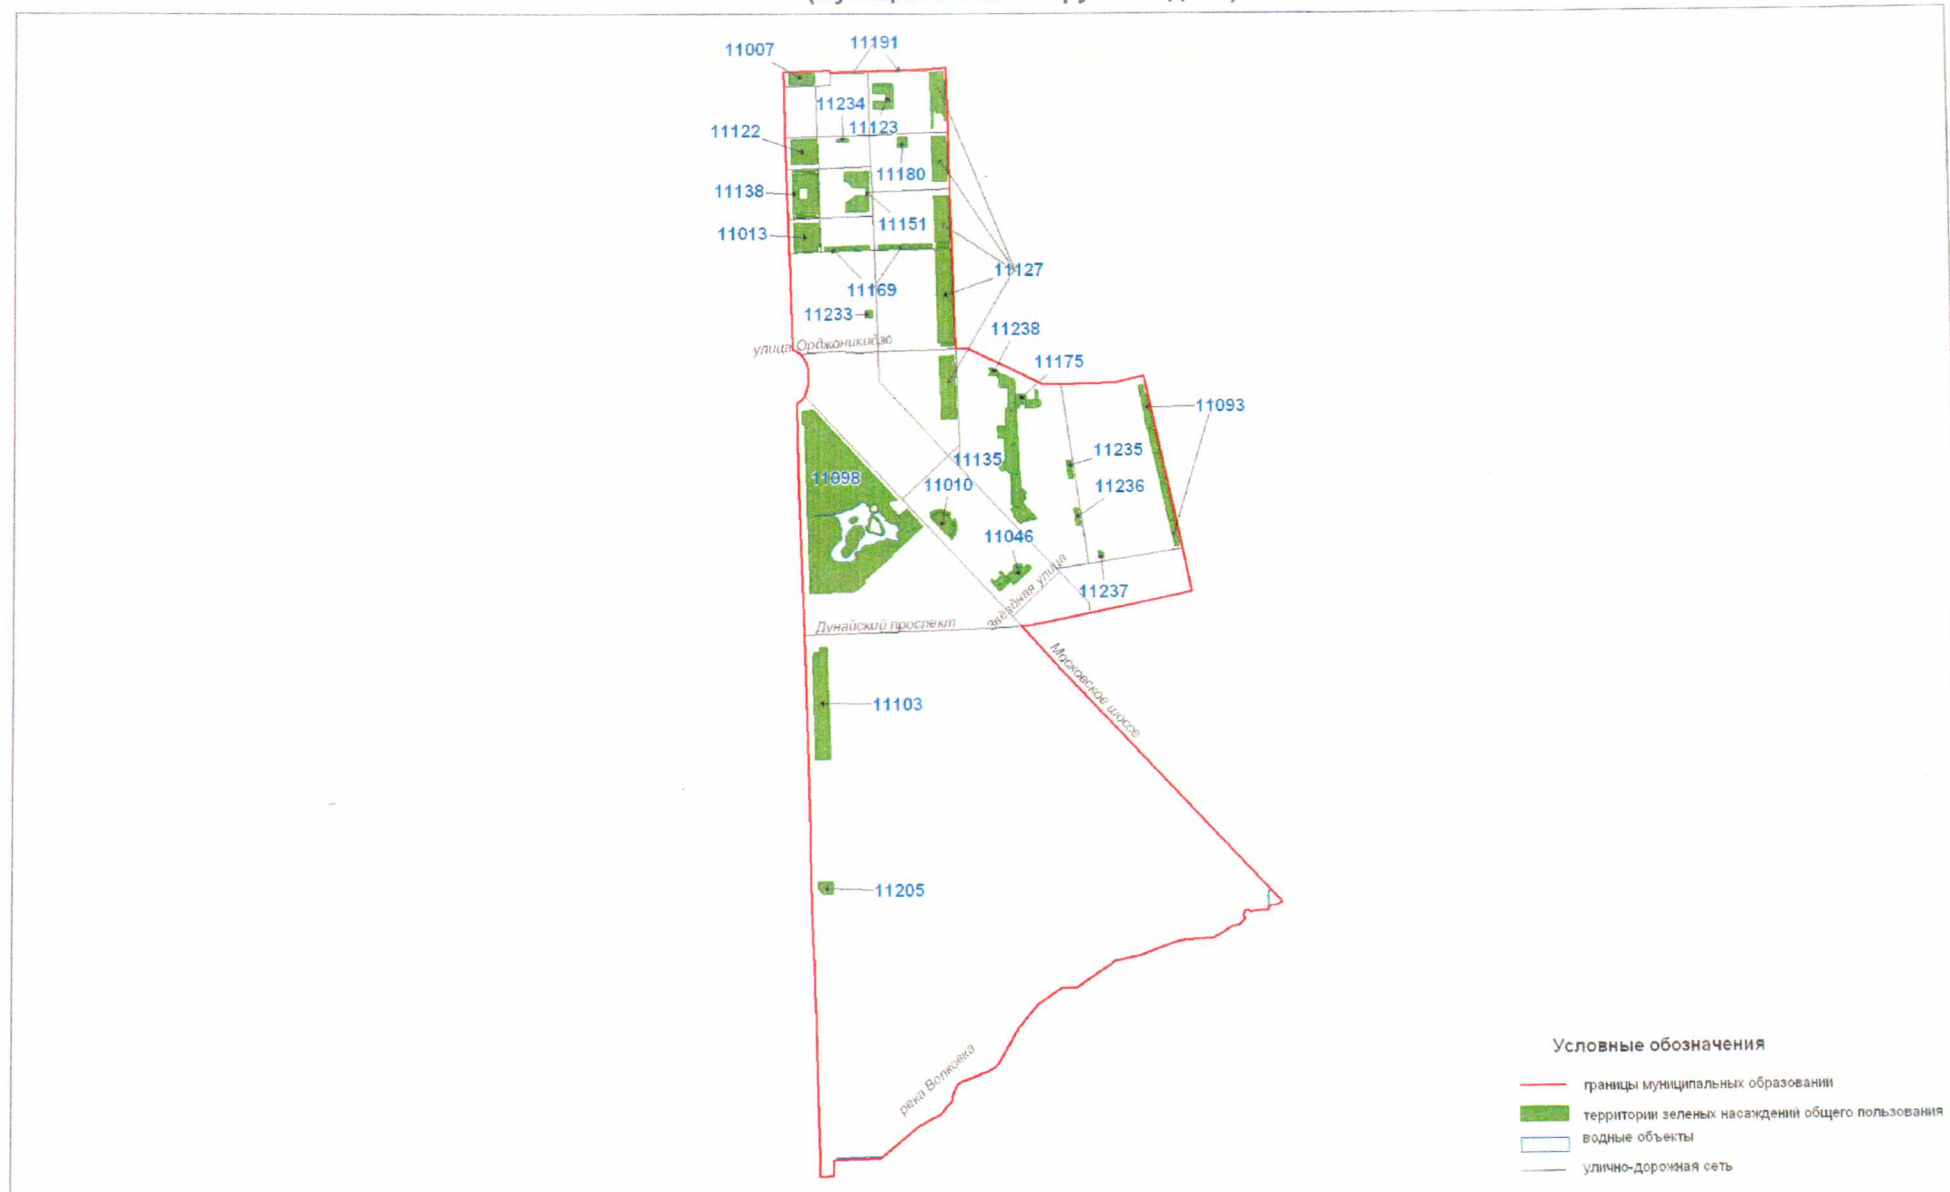 11191
11007
11234
11123
11122
11180
11138
11151
11013
11127
11169
11233
11238
улица Орджоникидзе
11175
11093
11235
11135
11098
11010
11236
11046
Звёздная улица
11237
Дунайский проспект
Московское шоссе
11103
11205
река Волковка
Условные обозначения
границы муниципальных образований
территории зеленых насаждений общего пользования
водные объекты
улично-дорожная сеть